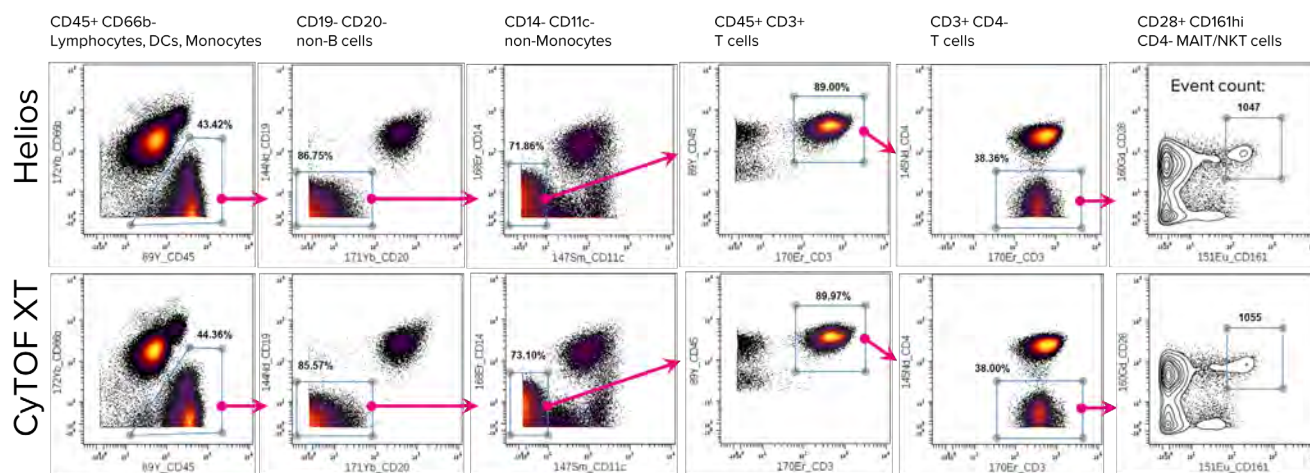 CD45+ CD66b-
Lymphocytes, DCs, Monocytes
CD19- CD20-
non-B cells
CD14- CD11c-
non-Monocytes
CD45+ CD3+
T cells
CD3+ CD4-
T cells
CD28+ CD161hi
CD4- MAIT/NKT cells
Helios
172Yb_CD66b
43.42%
89Y_CD45
144Nd_CD19
86.75%
171Yb_CD20
71.86%
147Sm_CD11c
89Y_CD45
89.00%
170Er_CD3
145Nd_CD4
38.36%
170Er_CD3
160Gd_CD28
Event count:
1047
151Eu_CD161
CyTOF XT
172Yb_CD66b
44.36%
89Y_CD45
144Nd_CD19
85.57%
171Yb_CD20
73.10%
147Sm_CD11c
89Y_CD45
89.97%
170Er_CD3
145Nd_CD4
38.00%
170Er_CD3
160Gd_CD28
1055
151Eu_CD161